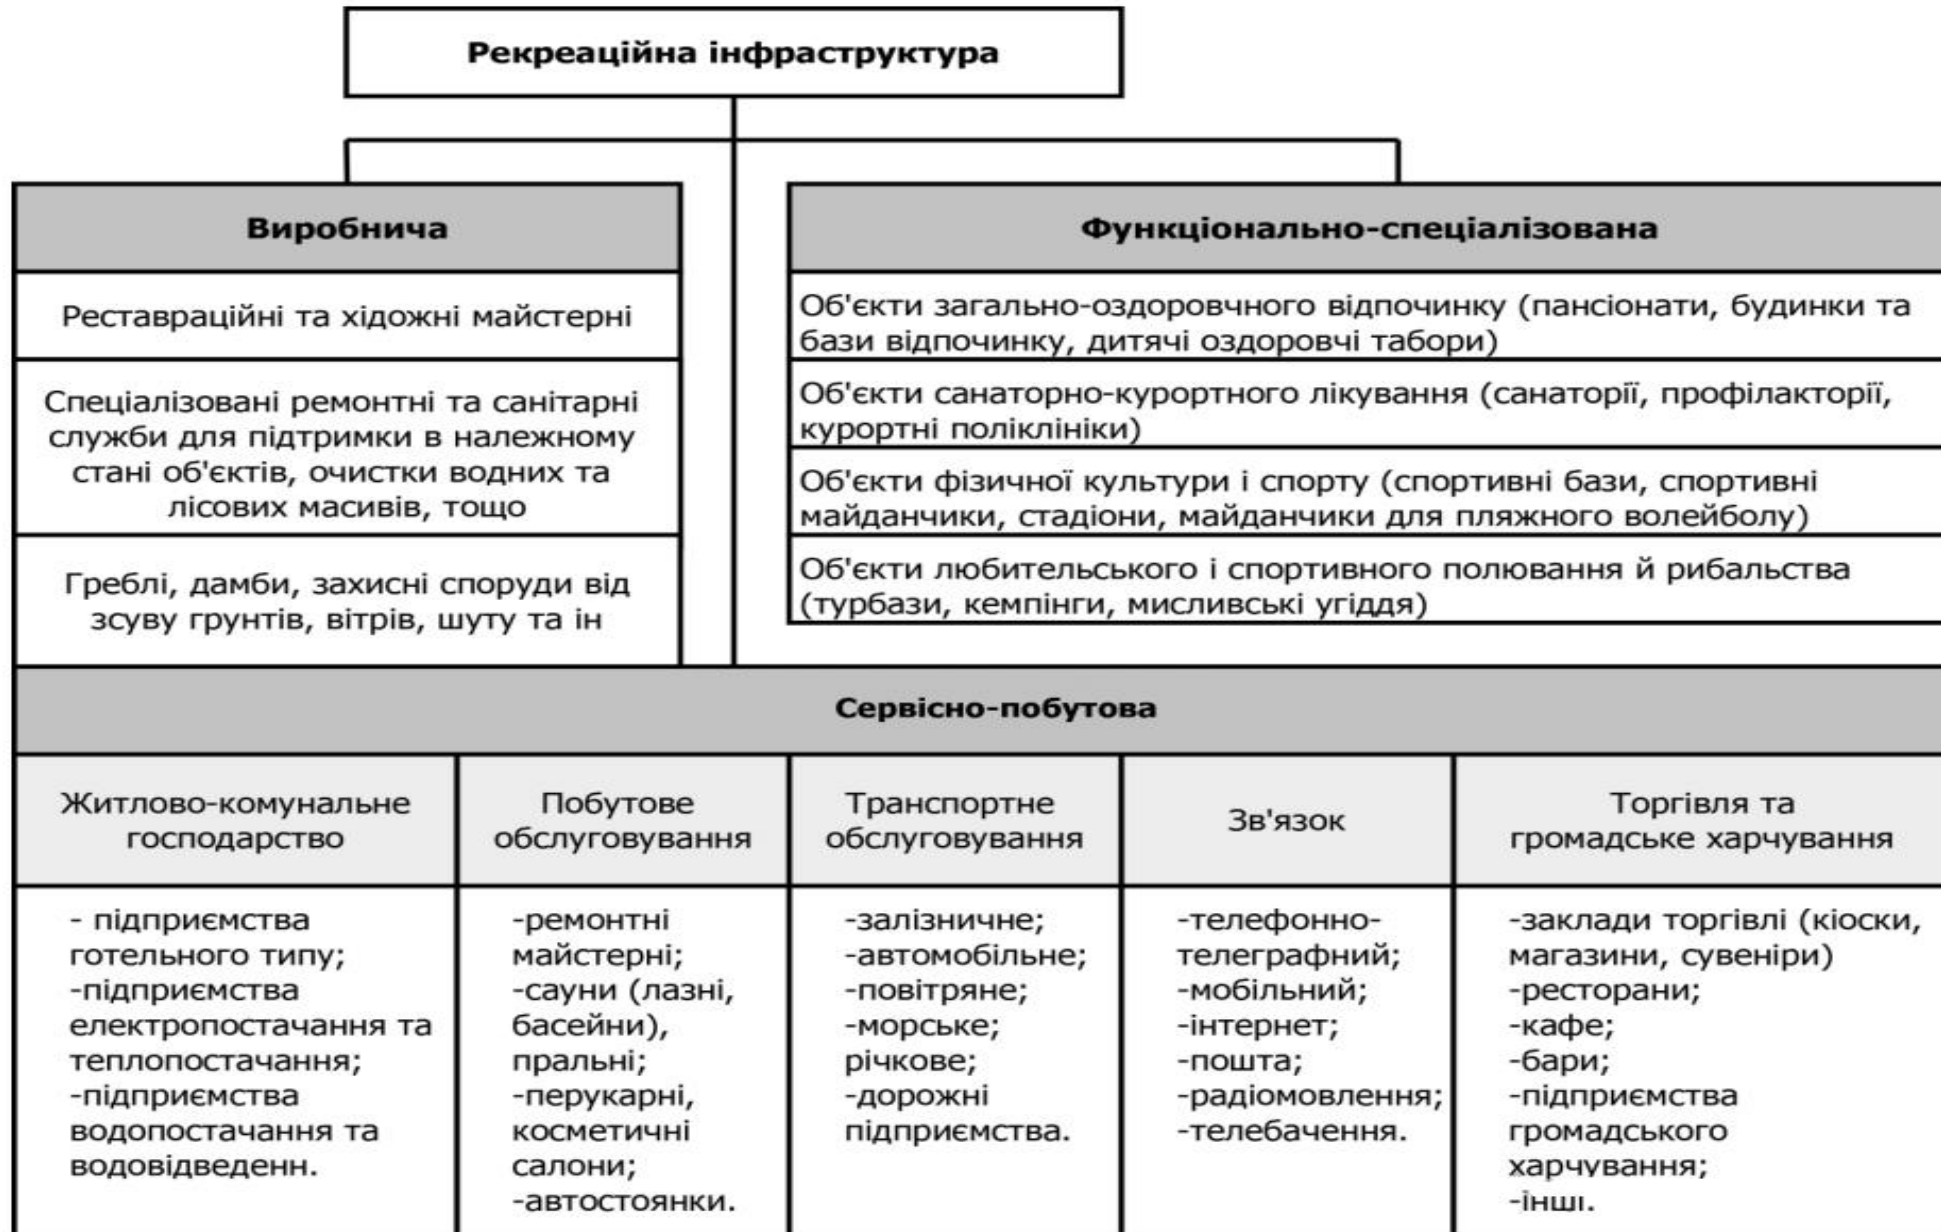 Рекреаційна інфраструктура
Виробнича
Реставраційні та хідожні майстерні
Спеціалізовані ремонтні та санітарні
служби для підтримки в належному
стані об'єктів, очистки водних та
лісових масивів, тощо
Греблі, дамби, захисні споруди від
зсуву грунтів, вітрів, шуту та ін
Функціонально-спеціалізована
Об'єкти загально-оздоровчного відпочинку (пансіонати, будинки та
бази відпочинку, дитячі оздоровчі табори)
Об'єкти санаторно-курортного лікування (санаторії, профілакторії,
курортні поліклініки)
Об'єкти фізичної культури і спорту (спортивні бази, спортивні
майданчики, стадіони, майданчики для пляжного волейболу)
Об'єкти любительського і спортивного полювання й рибальства
(турбази, кемпінги, мисливські угіддя)
Сервісно-побутова
Житлово-комунальне
господарство
- підприємства
готельного типу;
-підприємства
електропостачання та
теплопостачання;
-підприємства
водопостачання та
водовідведенн.
Побутове
обслуговування
-ремонтні
майстерні;
-сауни (лазні,
басейни),
пральні;
-перукарні,
косметичні
салони;
-автостоянки.
Транспортне
обслуговування
-залізничне;
-автомобільне;
-повітряне;
-морське;
річкове;
-дорожні
підприємства.
Зв'язок
-телефонно-
телеграфний;
-мобільний;
-інтернет;
-пошта;
-радіомовлення;
-телебачення.
Торгівля та
громадське харчування
-заклади торгівлі (кіоски,
магазини, сувеніри)
-ресторани;
-кафе;
-бари;
-підприємства
громадського
харчування;
-інші.